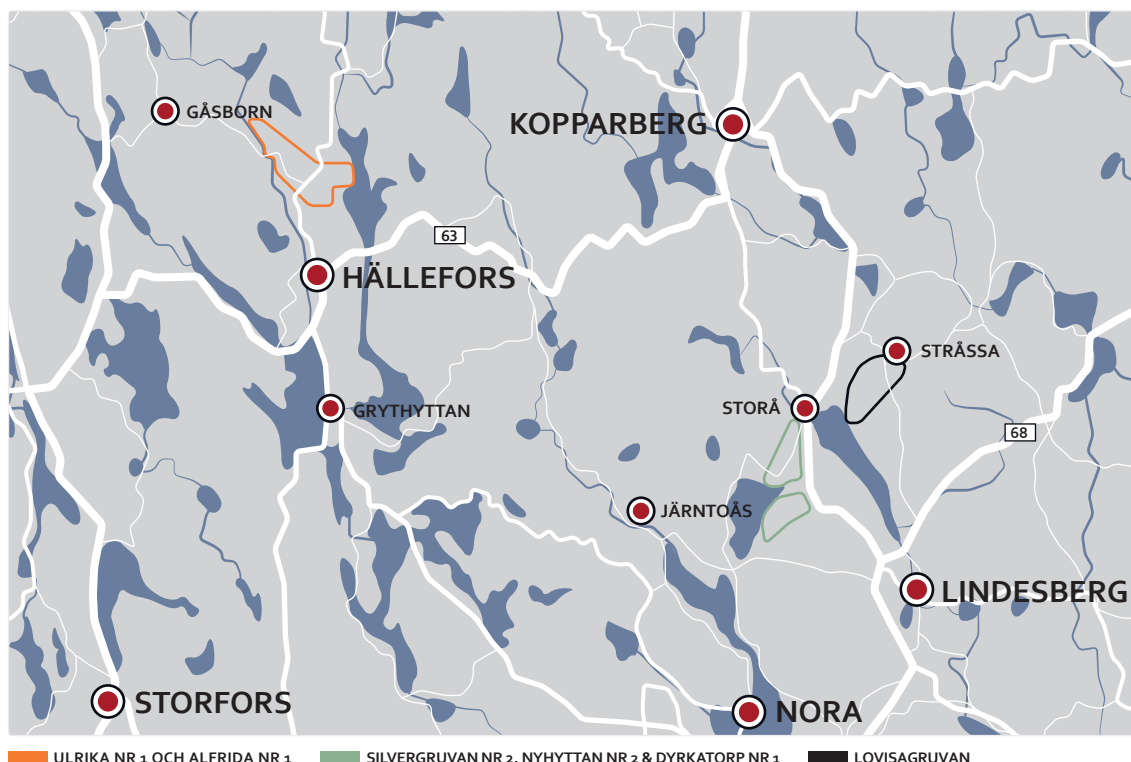 GÅSBORN
KOPPARBERG
63
HÄLLEFORS
STRÅSSA
GRYTHYTTAN
STORÅ
68
JÄRNTOÅS
LINDESBERG
STORFORS
NORA
ULRIKA NR 1 OCH ALFRIDA NR 1
SILVERGRUVAN NR 2, NYHYTTAN NR 2 & DYRKATORP NR 1
LOVISAGRUVAN